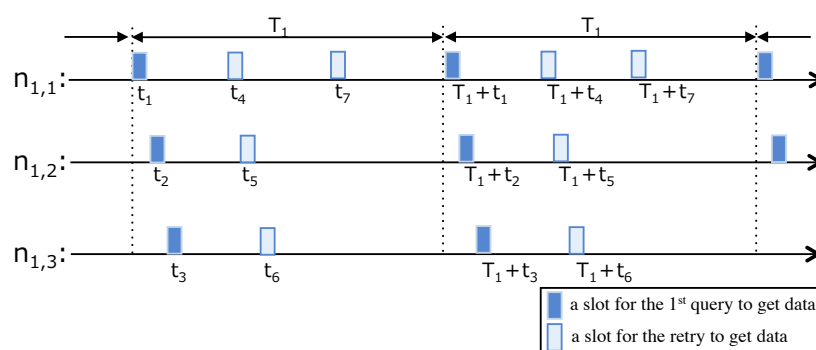 T₁ T₁
n₁,₁:
t₁ t₄ t₇ T₁+t₁ T₁+t₄ T₁+t₇
n₁,₂:
t₂ t₅ T₁+t₂ T₁+t₅
n₁,₃:
t₃ t₆ T₁+t₃ T₁+t₆
a slot for the 1ˢᵗ query to get data
a slot for the retry to get data